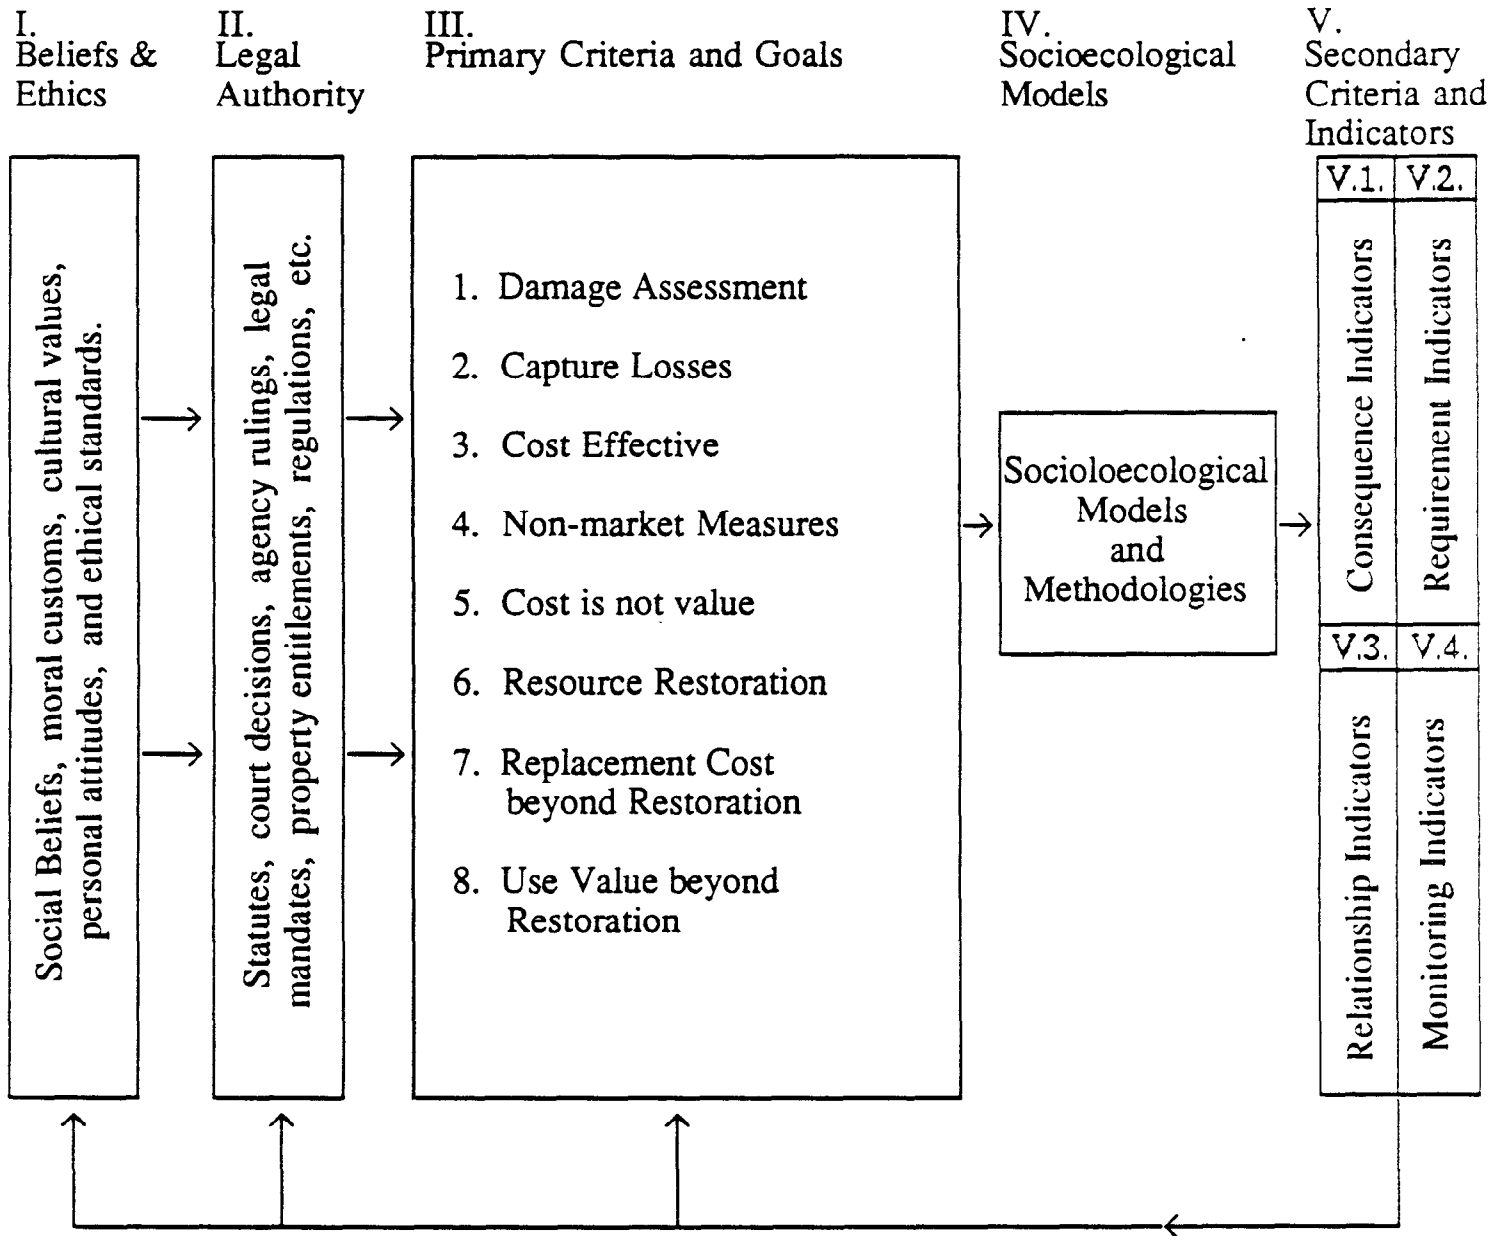 I.
Beliefs &
Ethics
II.
Legal
Authority
III.
Primary Criteria and Goals
IV.
Socioecological
Models
V.
Secondary
Criteria and
Indicators
Social Beliefs, moral customs, cultural values,
personal attitudes, and ethical standards.
Statutes, court decisions, agency rulings, legal
mandates, property entitlements, regulations, etc.
1. Damage Assessment
2. Capture Losses
3. Cost Effective
4. Non-market Measures
5. Cost is not value
6. Resource Restoration
7. Replacement Cost
beyond Restoration
8. Use Value beyond
Restoration
Socioloecological
Models
and
Methodologies
V.1.
Consequence Indicators
V.2.
Requirement Indicators
V.3.
Relationship Indicators
V.4.
Monitoring Indicators